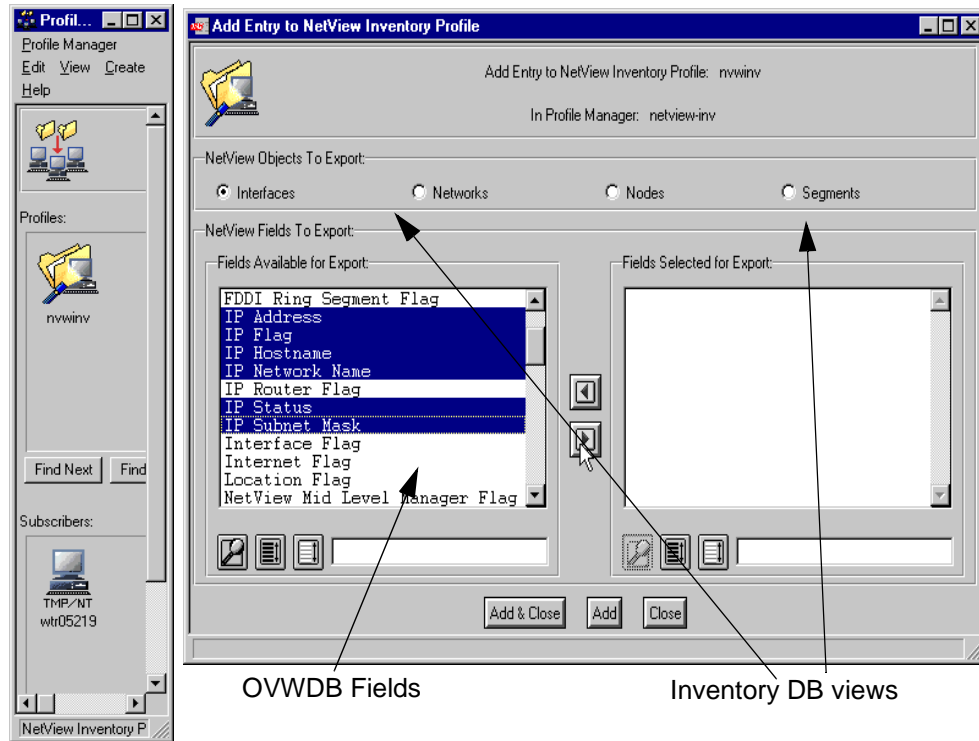 Profil...
Profile Manager
Edit View Create
Help
Profiles:
nvwinv
Find Next Find
Subscribers:
TMP/NT
wtr05219
NetView Inventory P
Add Entry to NetView Inventory Profile
Add Entry to NetView Inventory Profile: nvwinv
In Profile Manager: netview-inv
NetView Objects To Export:
Interfaces Networks Nodes Segments
NetView Fields To Export:
Fields Available for Export:
FDDI Ring Segment Flag
IP Address
IP Flag
IP Hostname
IP Network Name
IP Router Flag
IP Status
IP Subnet Mask
Interface Flag
Internet Flag
Location Flag
NetView Mid Level Manager Flag
Fields Selected for Export:
Add & Close Add Close
OVWDB Fields
Inventory DB views